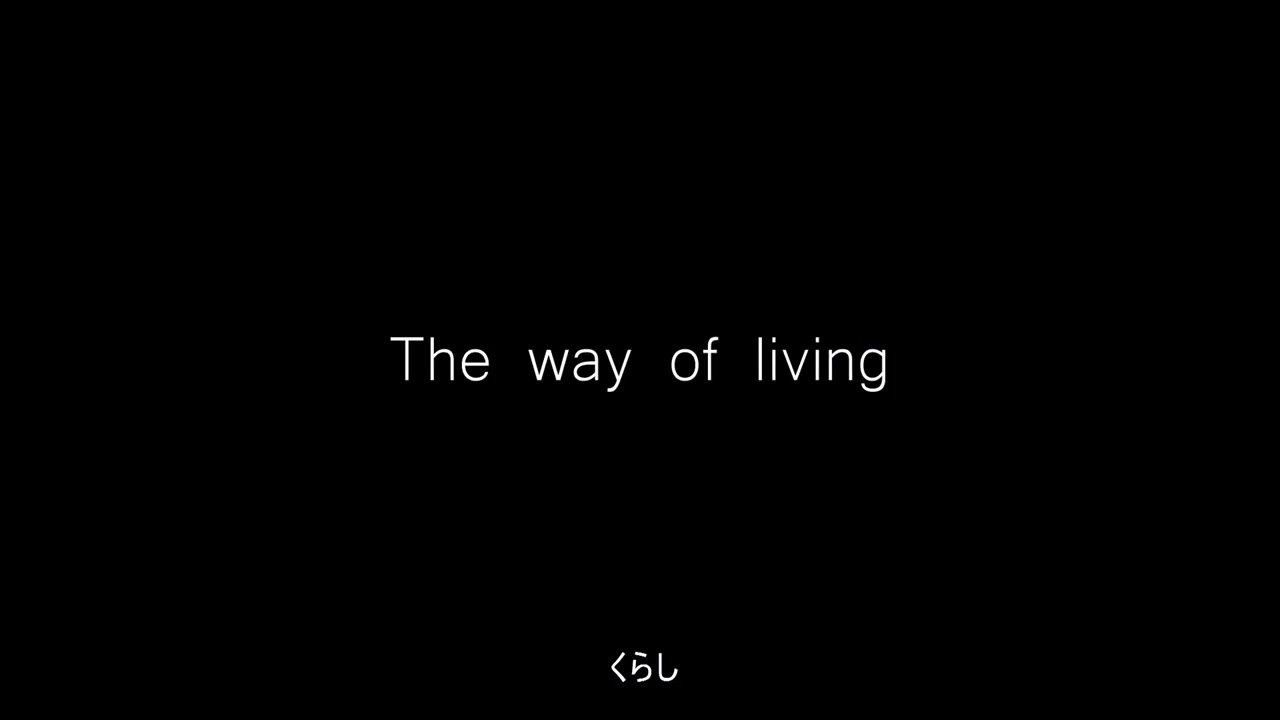 The way of living
くらし